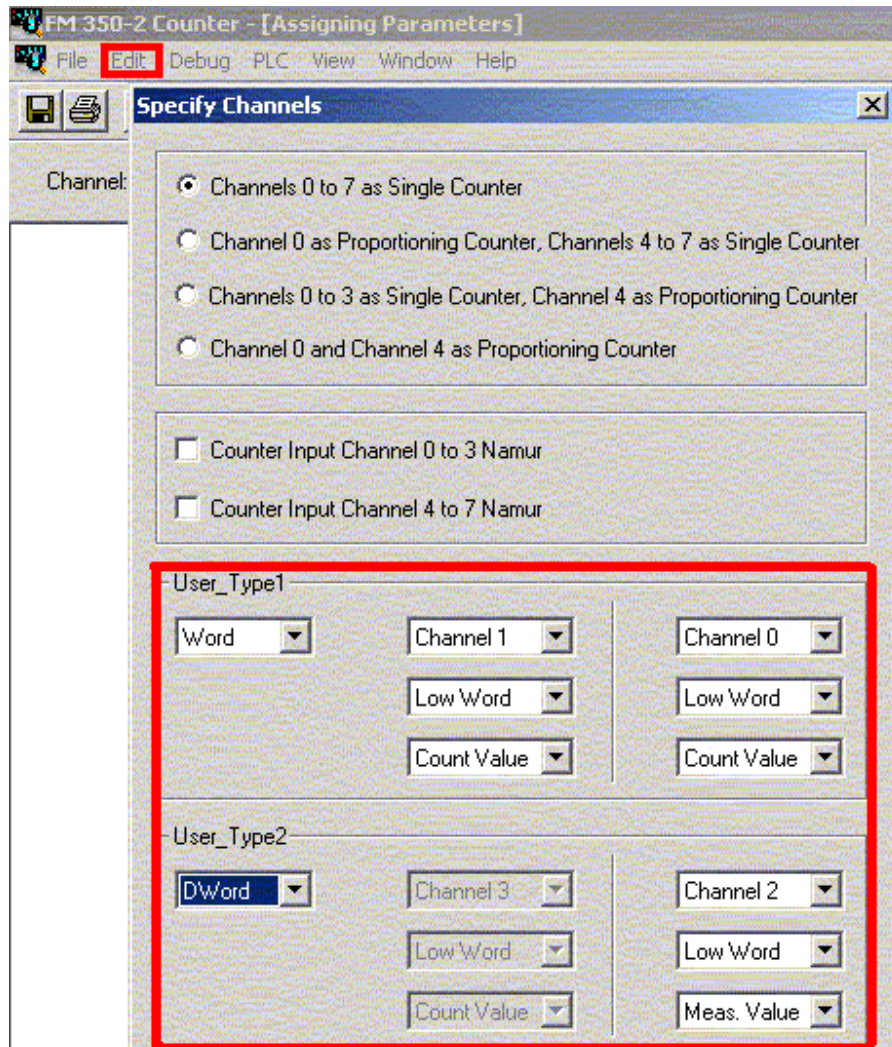 FM 350-2 Counter - [Assigning Parameters]
File Edit Debug PLC View Window Help
Specify Channels
Channel:
Channels 0 to 7 as Single Counter
Channel 0 as Proportioning Counter, Channels 4 to 7 as Single Counter
Channels 0 to 3 as Single Counter, Channel 4 as Proportioning Counter
Channel 0 and Channel 4 as Proportioning Counter
Counter Input Channel 0 to 3 Namur
Counter Input Channel 4 to 7 Namur
User_Type1
Word Channel 1 Channel 0
Low Word Low Word
Count Value Count Value
User_Type2
DWord Channel 3 Channel 2
Low Word Low Word
Count Value Meas. Value